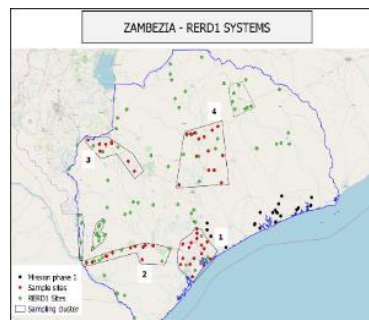 ZAMBEZIA - RERD1 SYSTEMS
4
3
1
2
Mission phase 1
Sample sites
RERD1 Sites
Sampling cluster